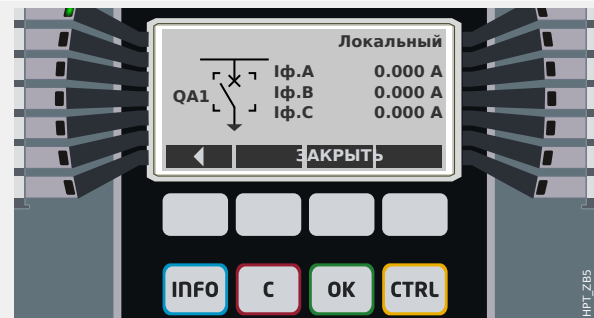 Локальный
Iф.A 0.000 A
QA1
Iф.B 0.000 A
Iф.C 0.000 A
ЗАКРЫТЬ
INFO C OK CTRL
HPT_ZB5